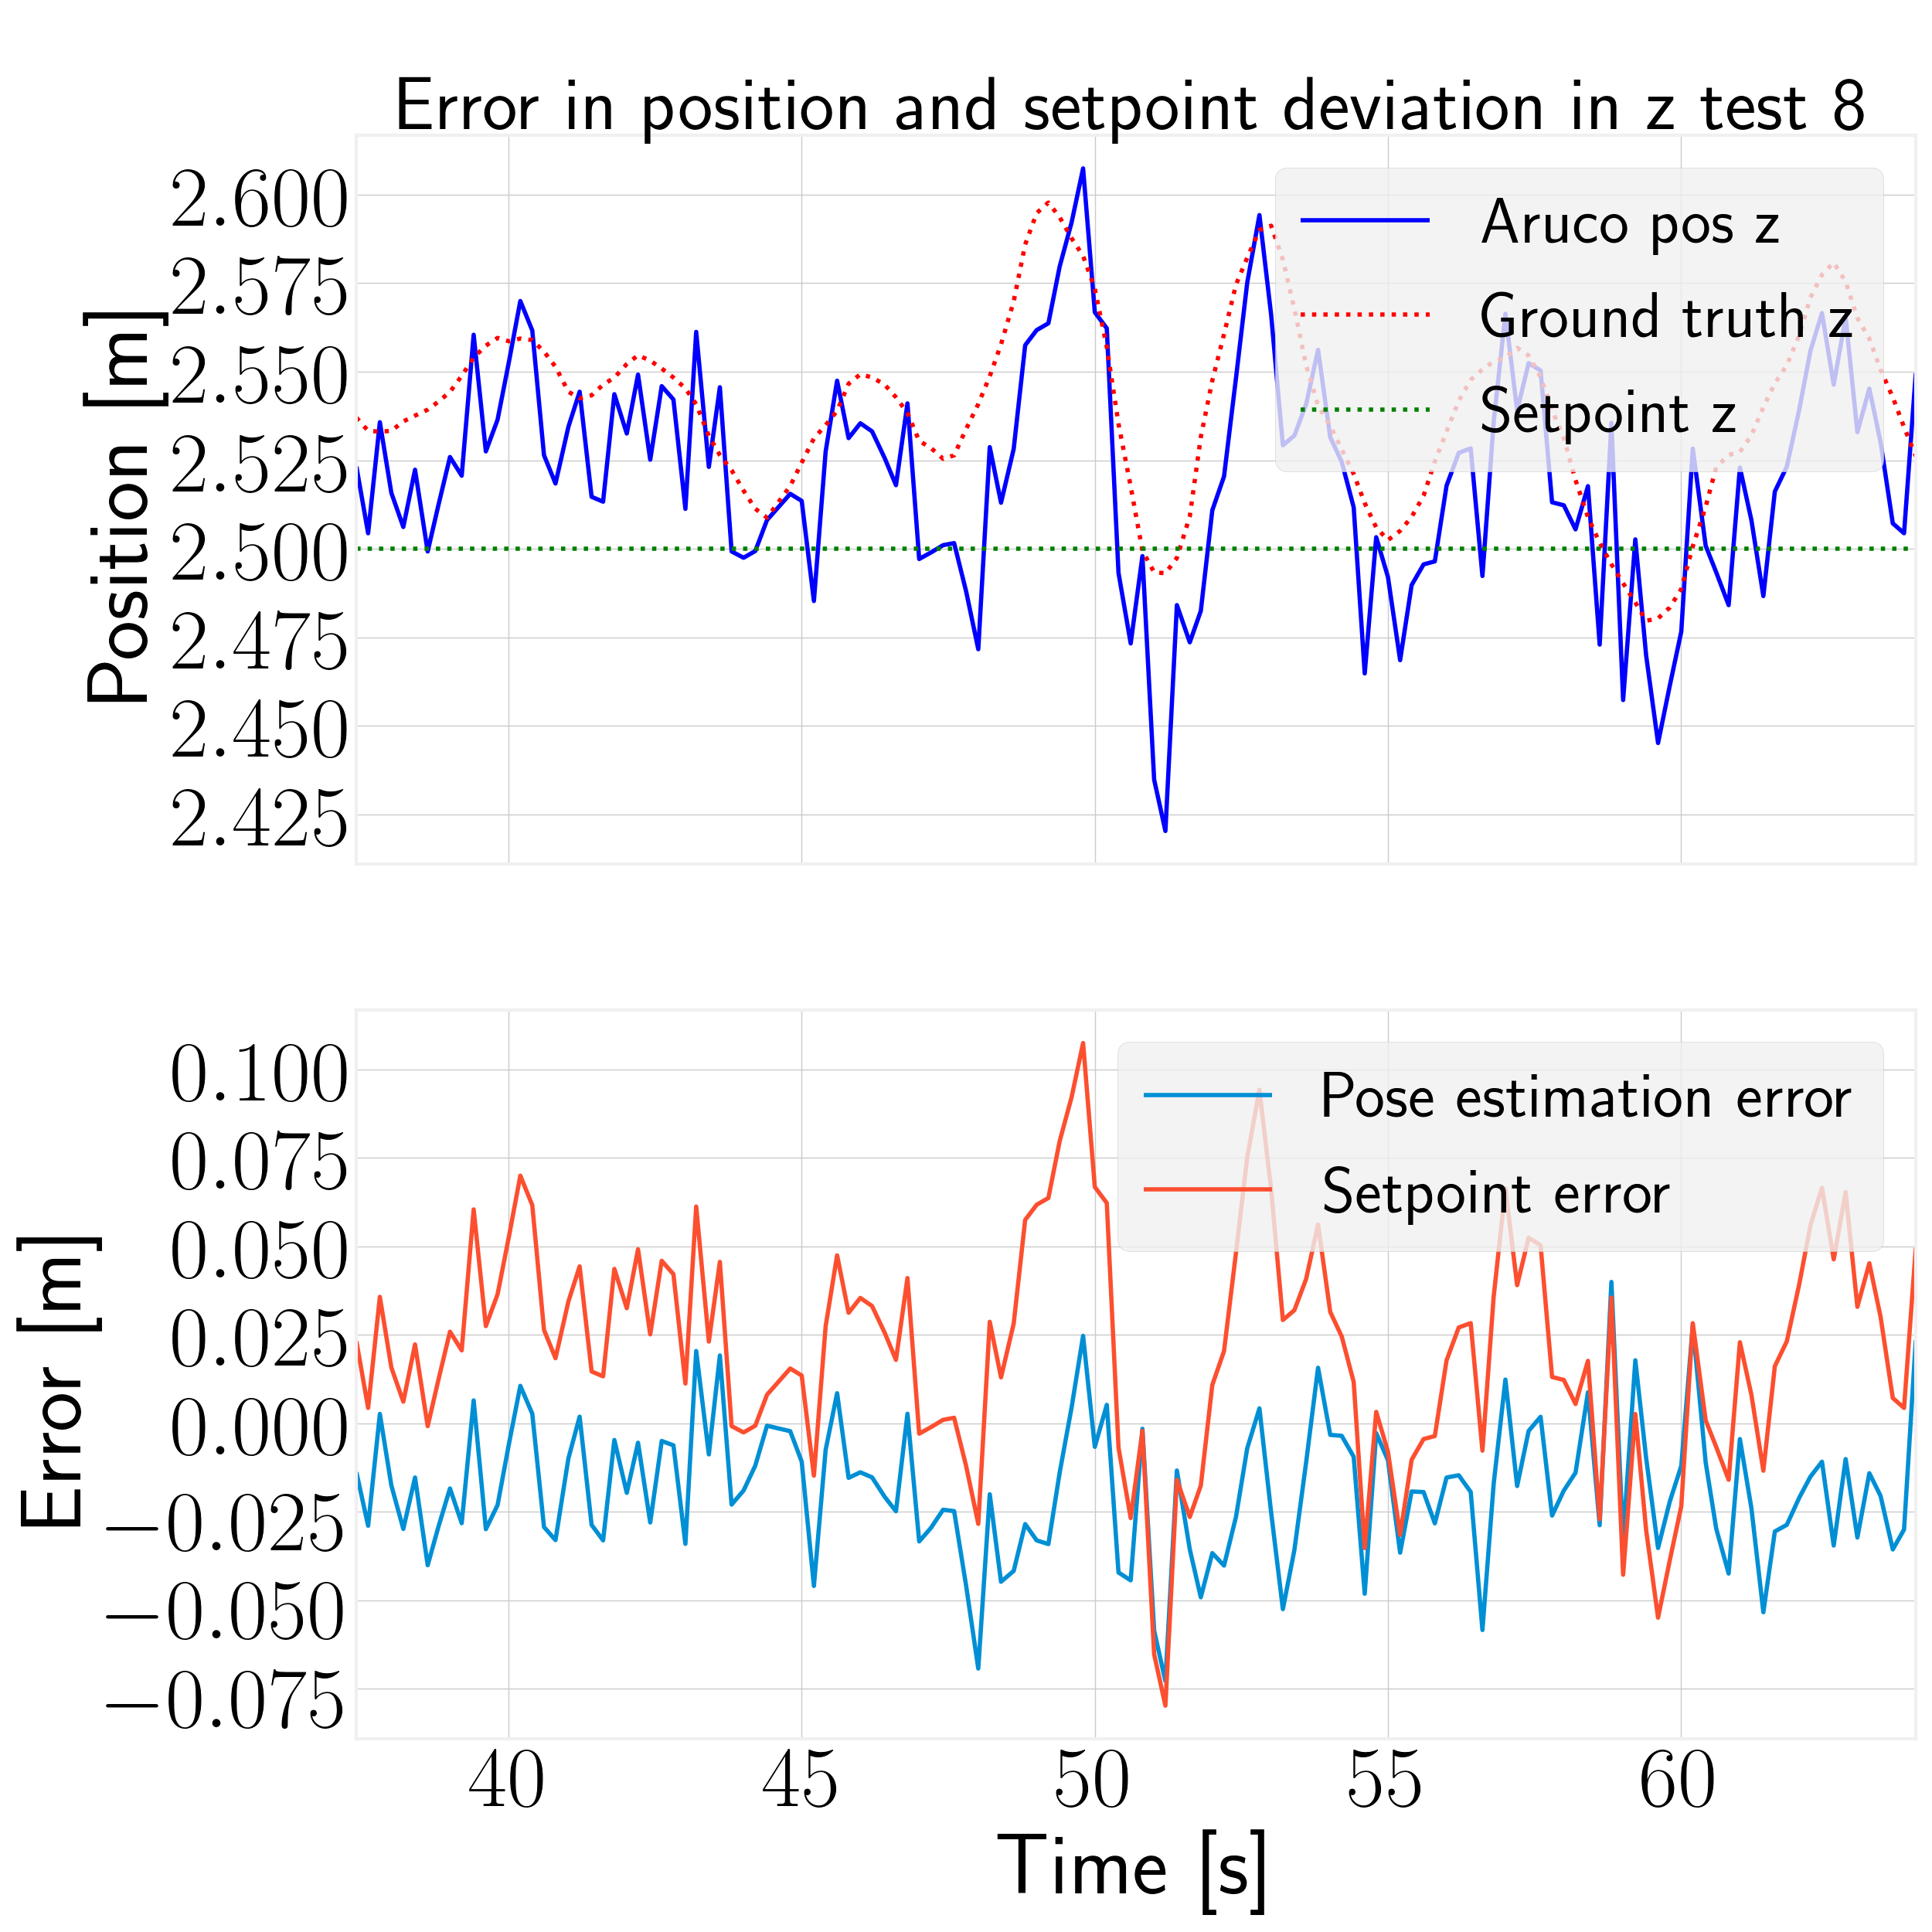 Error in position and setpoint deviation in z test 8
Position [m]
2.600
2.575
2.550
2.525
2.500
2.475
2.450
2.425
Aruco pos z
Ground truth z
Setpoint z
Error [m]
0.100
0.075
0.050
0.025
0.000
−0.025
−0.050
−0.075
Pose estimation error
Setpoint error
40 45 50 55 60
Time [s]